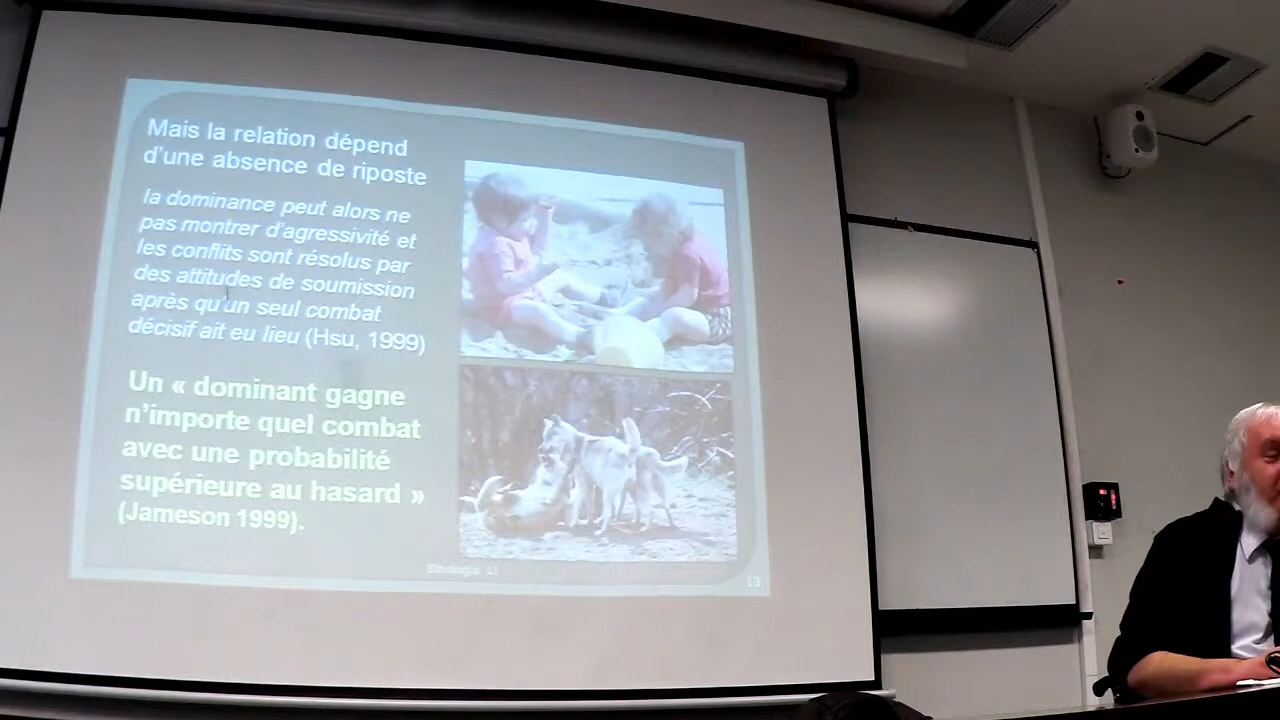 Mais la relation dépend
d'une absence de riposte
la dominance peut alors ne
pas montrer d'agressivité et
les conflits sont résolus par
des attitudes de soumission
après qu'un seul combat
décisif ait eu lieu (Hsu, 1999)
Un « dominant gagne
n'importe quel combat
avec une probabilité
supérieure au hasard »
(Jameson 1999).
13